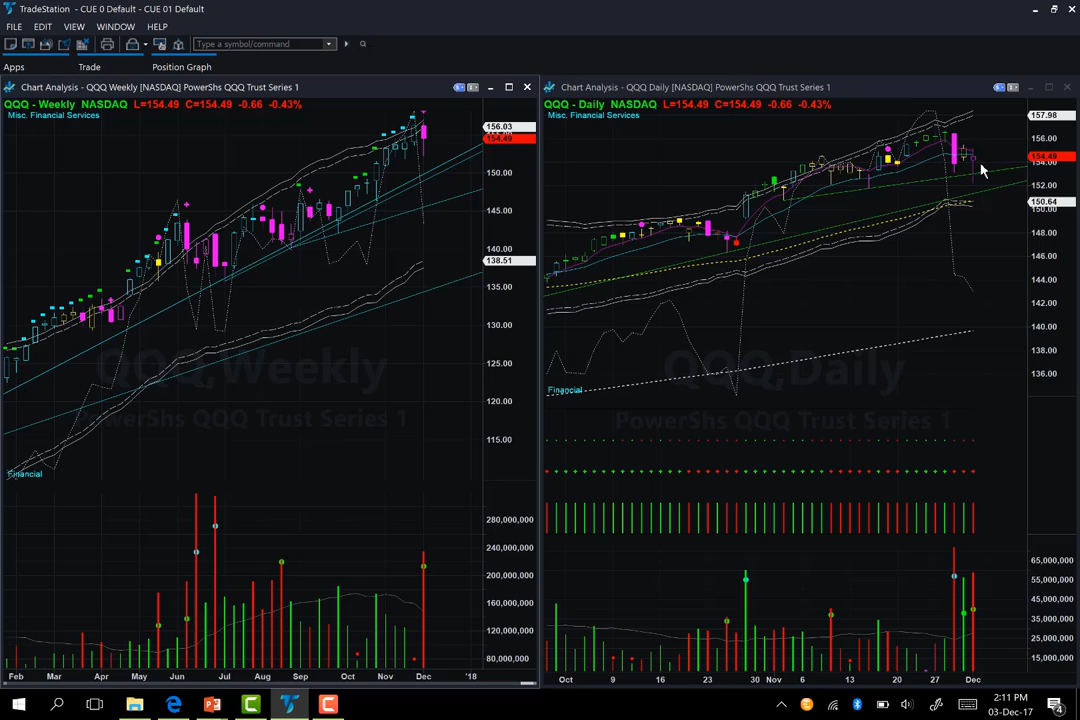 TradeStation - CUE 0 Default - CUE 01 Default
FILE EDIT VIEW WINDOW HELP
Type a symbol/command
Apps Trade Position Graph
Chart Analysis - QQQ Weekly [NASDAQ] PowerShs QQQ Trust Series 1
QQQ - Weekly NASDAQ L=154.49 C=154.49 -0.66 -0.43%
Misc. Financial Services
156.03
154.49
150.00
145.00
140.00
138.51
135.00
130.00
125.00
120.00
115.00
QQQ,Weekly
PowerShs QQQ Trust Series 1
Financial
280,000,000
240,000,000
200,000,000
160,000,000
120,000,000
80,000,000
Feb Mar Apr May Jun Jul Aug Sep Oct Nov Dec '18
Chart Analysis - QQQ Daily [NASDAQ] PowerShs QQQ Trust Series 1
QQQ - Daily NASDAQ L=154.49 C=154.49 -0.66 -0.43%
Misc. Financial Services
157.98
156.00
154.49
154.00
152.00
150.64
150.00
148.00
146.00
144.00
142.00
140.00
138.00
136.00
QQQ,Daily
PowerShs QQQ Trust Series 1
Financial
65,000,000
55,000,000
45,000,000
35,000,000
25,000,000
15,000,000
Oct 9 16 23 30 Nov 6 13 20 27 Dec
2:11 PM
03-Dec-17
4